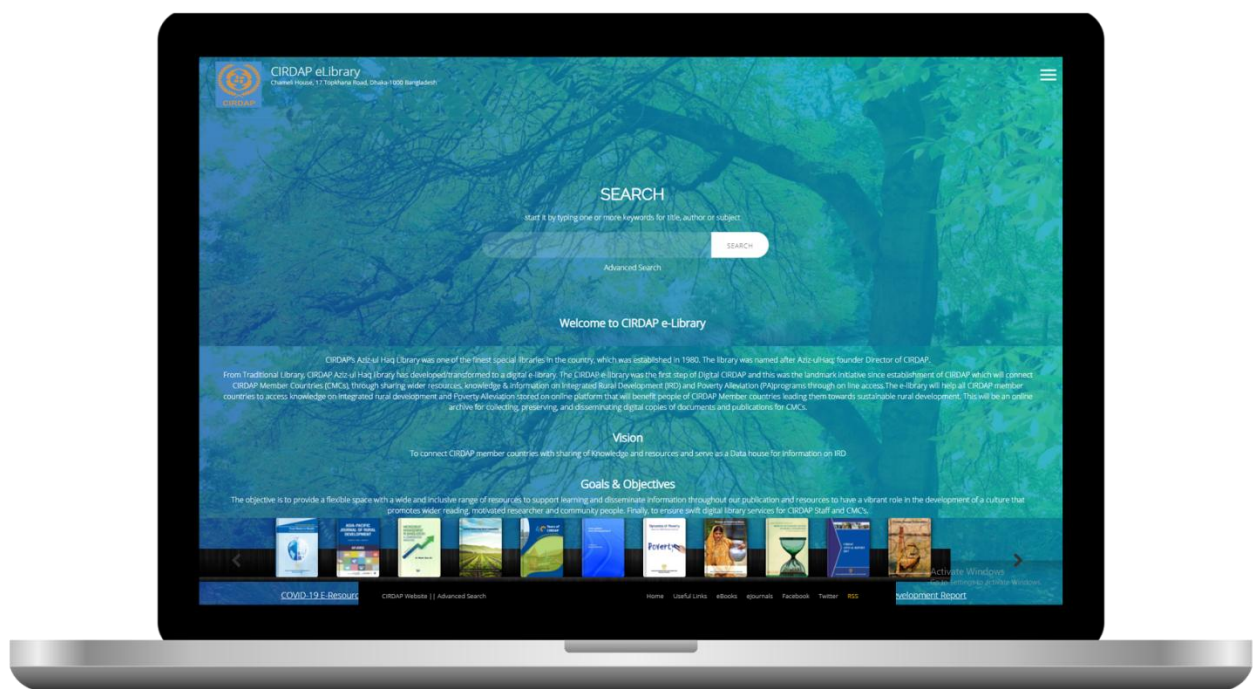 CIRDAP eLibrary
Chameli House, 17 Topkhana Road, Dhaka-1000 Bangladesh
CIRDAP
SEARCH
start it by typing one or more keywords for title, author or subject
SEARCH
Advanced Search
Welcome to CIRDAP e-Library
CIRDAP's Aziz-ul Haq Library was one of the finest special libraries in the country, which was established in 1980. The library was named after Aziz-ul-Haq; founder Director of CIRDAP.
From Traditional Library, CIRDAP Aziz-ul Haq library has developed/transformed to a digital e-library. The CIRDAP e-library was the first step of Digital CIRDAP and this was the landmark initiative since establishment of CIRDAP which will connect
CIRDAP Member Countries (CMCs), through sharing wider resources, knowledge & information on Integrated Rural Development (IRD) and Poverty Alleviation (PA)programs through on line access.The e-library will help all CIRDAP member
countries to access knowledge on integrated rural development and Poverty Alleviation stored on online platform that will benefit people of CIRDAP Member countries leading them towards sustainable rural development. This will be an online
archive for collecting, preserving, and disseminating digital copies of documents and publications for CMCs.
Vision
To connect CIRDAP member countries with sharing of Knowledge and resources and serve as a Data house for Information on IRD
Goals & Objectives
The objective is to provide a flexible space with a wide and inclusive range of resources to support learning and disseminate information throughout our publication and resources to have a vibrant role in the development of a culture that
promotes wider reading, motivated researcher and community people. Finally, to ensure swift digital library services for CIRDAP Staff and CMC's.
ASIA-PACIFIC
JOURNAL OF RURAL
DEVELOPMENT
Dynamics of Poverty
Poverty
Activate Windows
Go to Settings to activate Windows.
COVID-19 E-Resourc
CIRDAP Website || Advanced Search
Home Useful Links eBooks ejournals Facebook Twitter RSS
evelopment Report